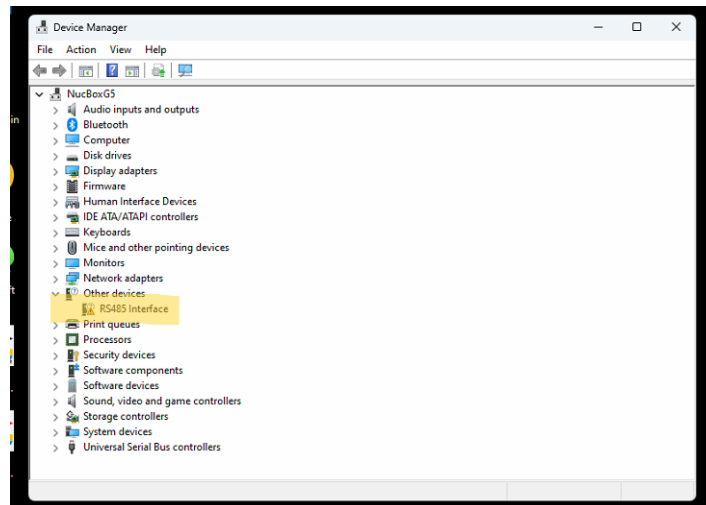 Device Manager
File Action View Help
NucBoxG5
Audio inputs and outputs
Bluetooth
Computer
Disk drives
Display adapters
Firmware
Human Interface Devices
IDE ATA/ATAPI controllers
Keyboards
Mice and other pointing devices
Monitors
Network adapters
Other devices
RS485 Interface
Print queues
Processors
Security devices
Software components
Software devices
Sound, video and game controllers
Storage controllers
System devices
Universal Serial Bus controllers
in
ft